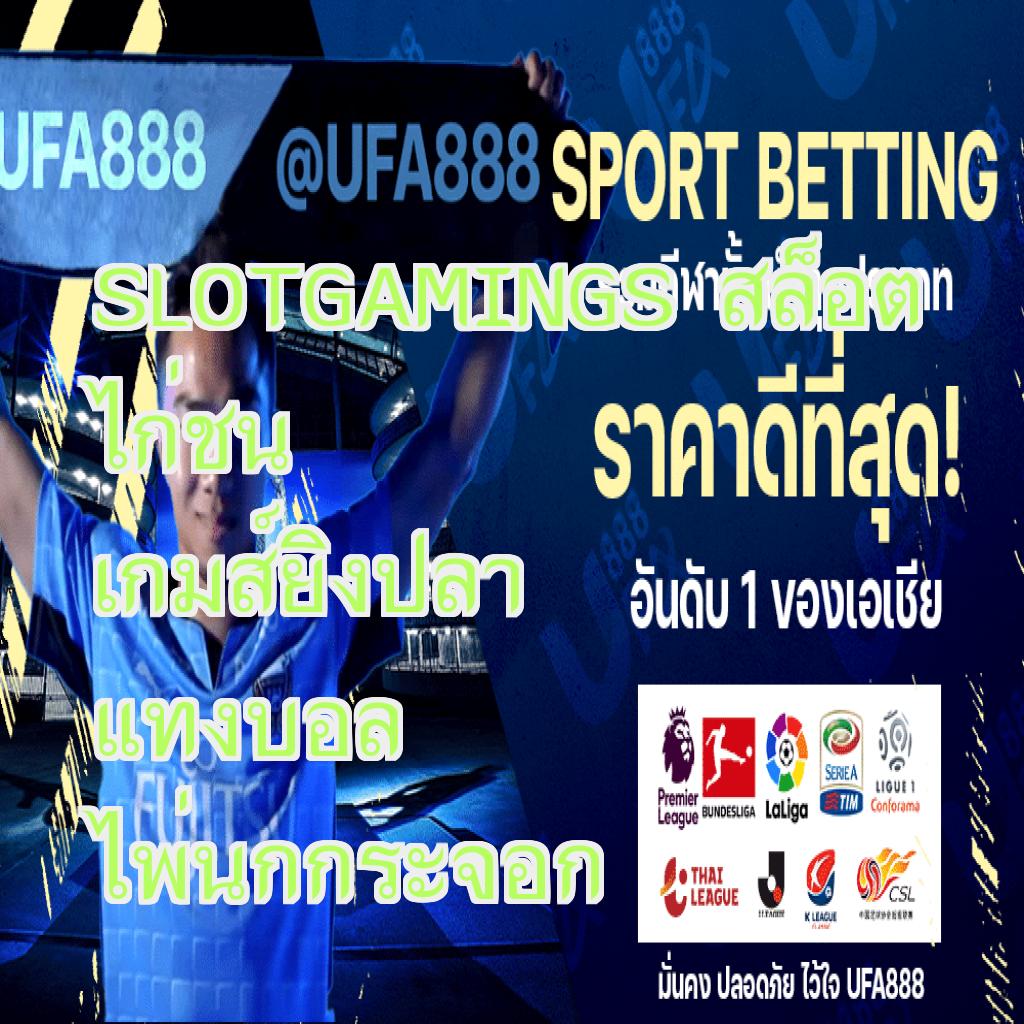 UFA888
@UFA888
SPORT BETTING
SLOTGAMINGS สล็อต
ไก่ชน
ราคาดีที่สุด!
เกมส์ยิงปลา
อันดับ 1 ของเอเชีย
แทงบอล
ไพ่นกกระจอก
Premier
League
BUNDESLIGA
LaLiga
SERIE A
TIM
LIGUE 1
Conforama
THAI
LEAGUE
J.LEAGUE
K LEAGUE
CSL
มั่นคง ปลอดภัย ไว้ใจ UFA888